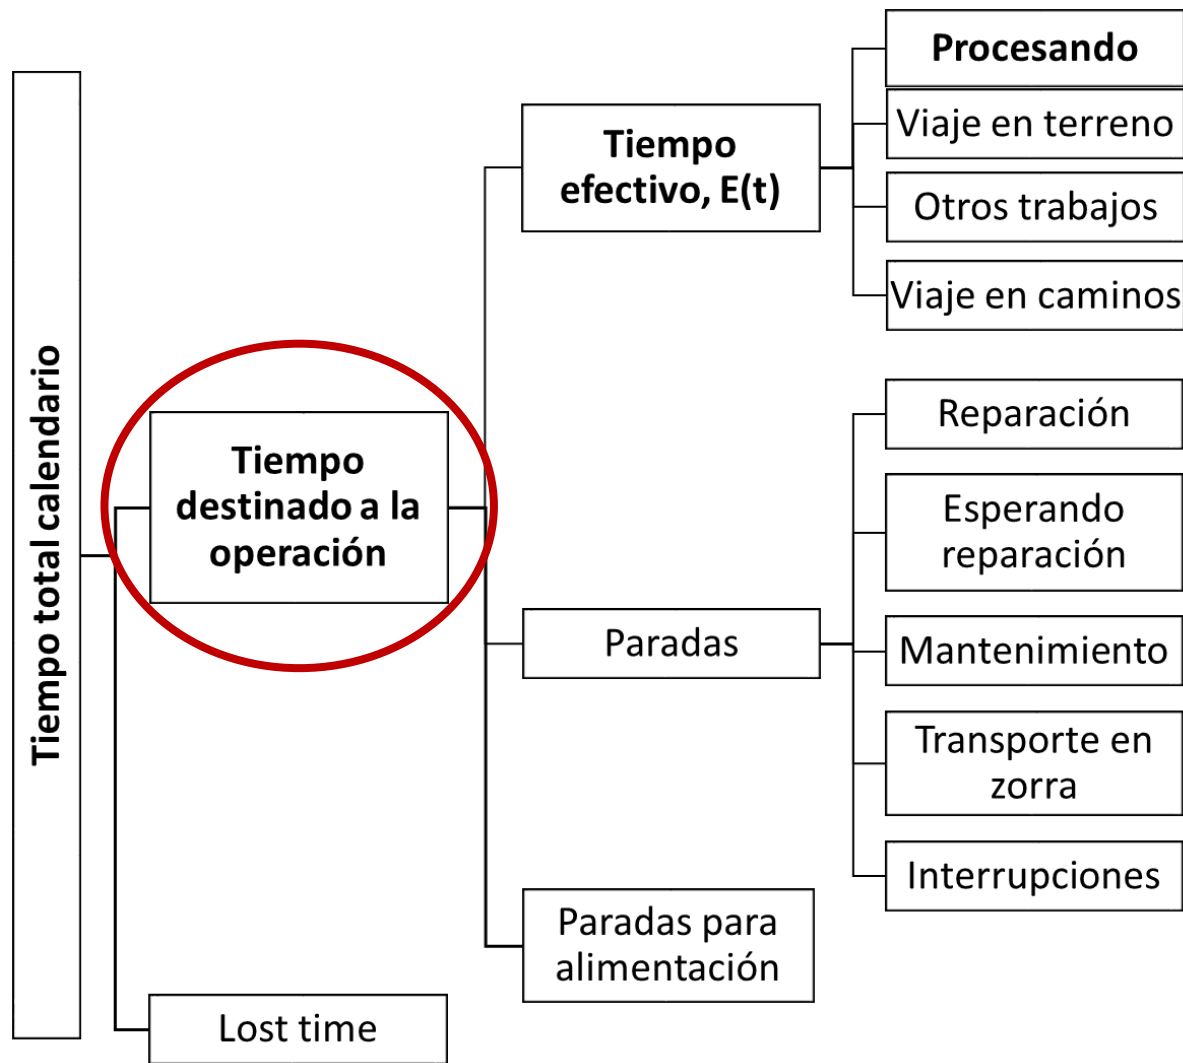 Tiempo total calendario
Tiempo
destinado a la
operación
Lost time
Tiempo
efectivo, E(t)
Paradas
Paradas para
alimentación
Procesando
Viaje en terreno
Otros trabajos
Viaje en caminos
Reparación
Esperando
reparación
Mantenimiento
Transporte en
zorra
Interrupciones